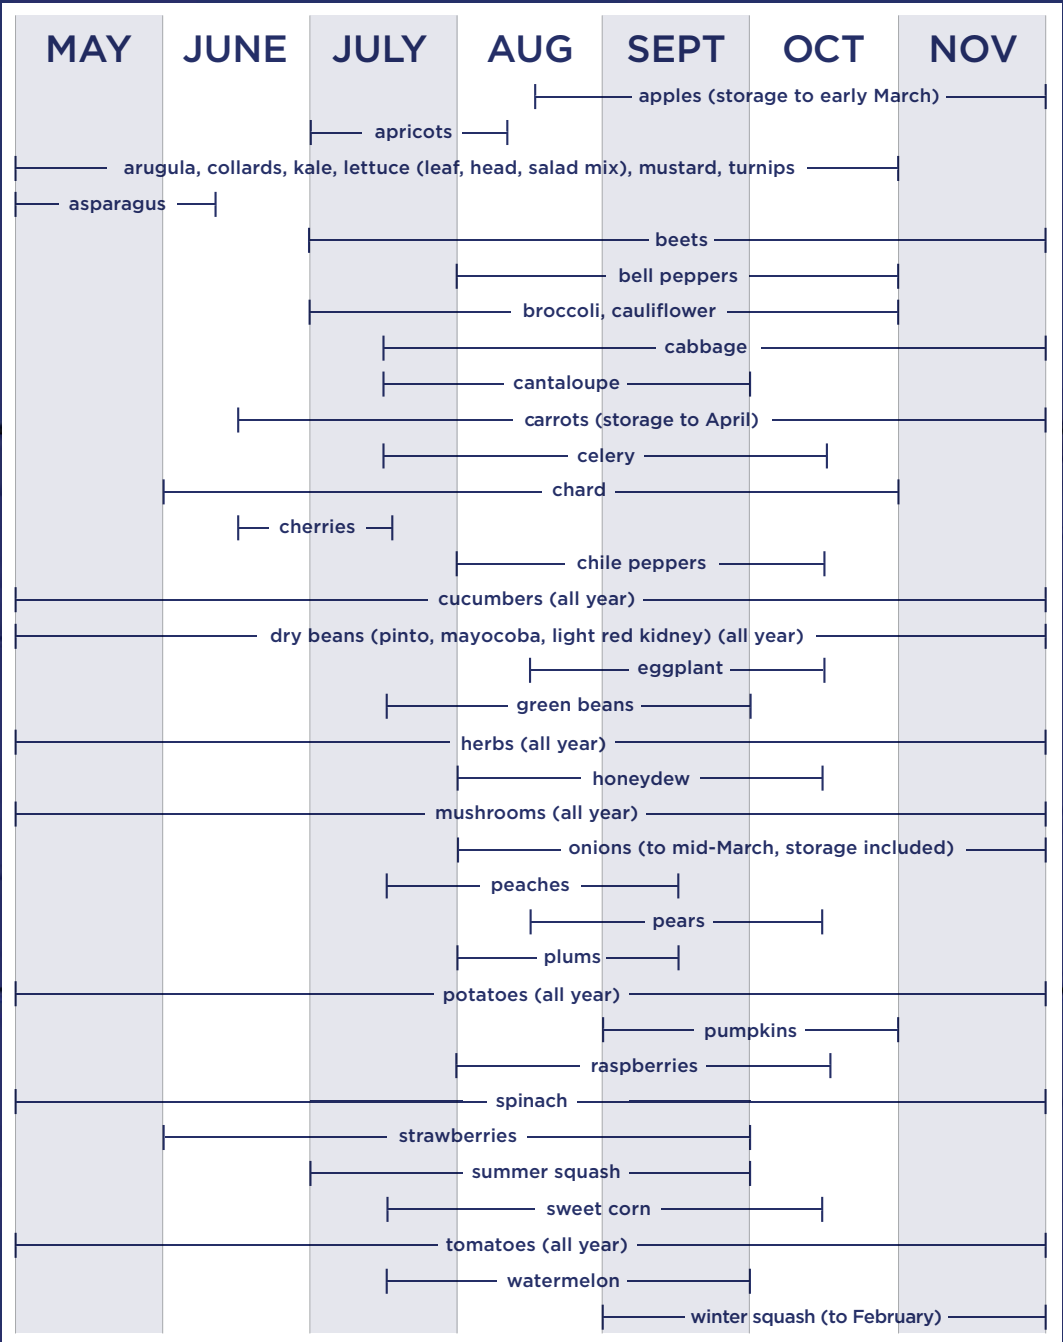 MAY JUNE JULY AUG SEPT OCT NOV
apples (storage to early March)
apricots
arugula, collards, kale, lettuce (leaf, head, salad mix), mustard, turnips
asparagus
beets
bell peppers
broccoli, cauliflower
cabbage
cantaloupe
carrots (storage to April)
celery
chard
cherries
chile peppers
cucumbers (all year)
dry beans (pinto, mayocoba, light red kidney) (all year)
eggplant
green beans
herbs (all year)
honeydew
mushrooms (all year)
onions (to mid-March, storage included)
peaches
pears
plums
potatoes (all year)
pumpkins
raspberries
spinach
strawberries
summer squash
sweet corn
tomatoes (all year)
watermelon
winter squash (to February)